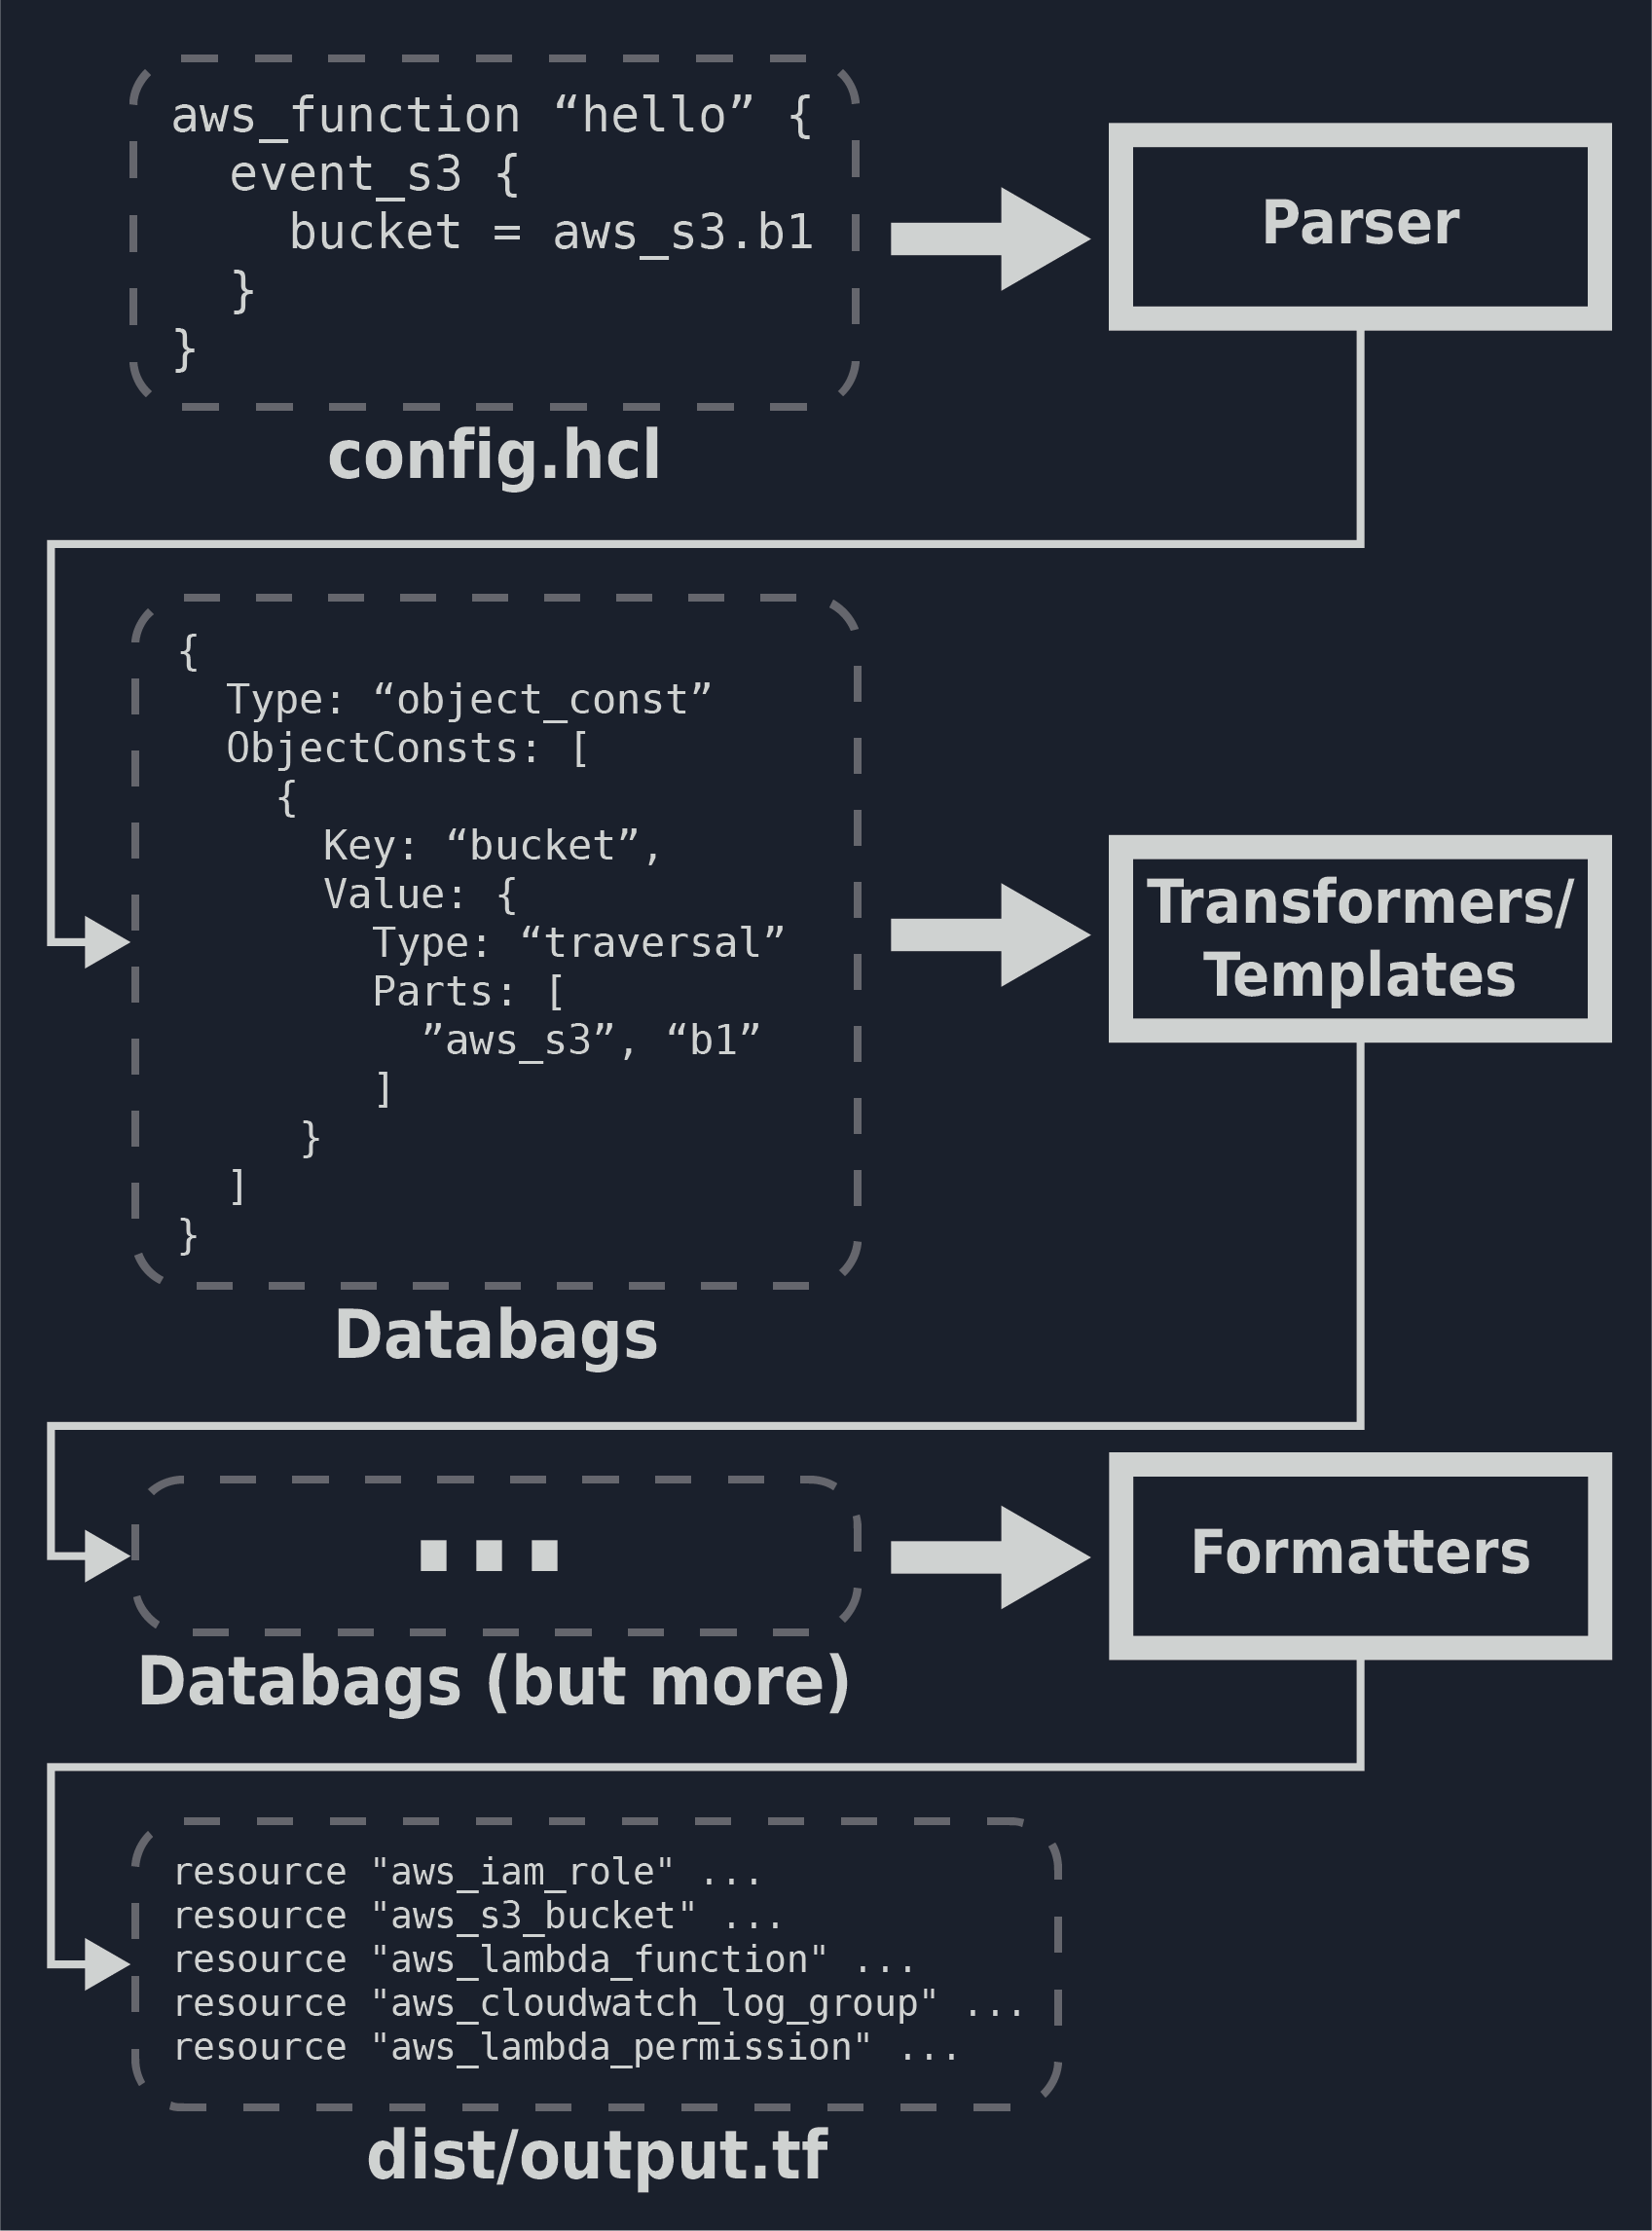 aws_function “hello” {
  event_s3 {
    bucket = aws_s3.b1
  }
}
config.hcl
Parser
{
  Type: “object_const”
  ObjectConsts: [
    {
      Key: “bucket”,
      Value: {
        Type: “traversal”
        Parts: [
          ”aws_s3”, “b1”
        ]
     }
  ]
}
Databags
Transformers/
Templates
...
Databags (but more)
Formatters
resource "aws_iam_role" ...
resource "aws_s3_bucket" ...
resource "aws_lambda_function" ...
resource "aws_cloudwatch_log_group" ...
resource "aws_lambda_permission" ...
dist/output.tf